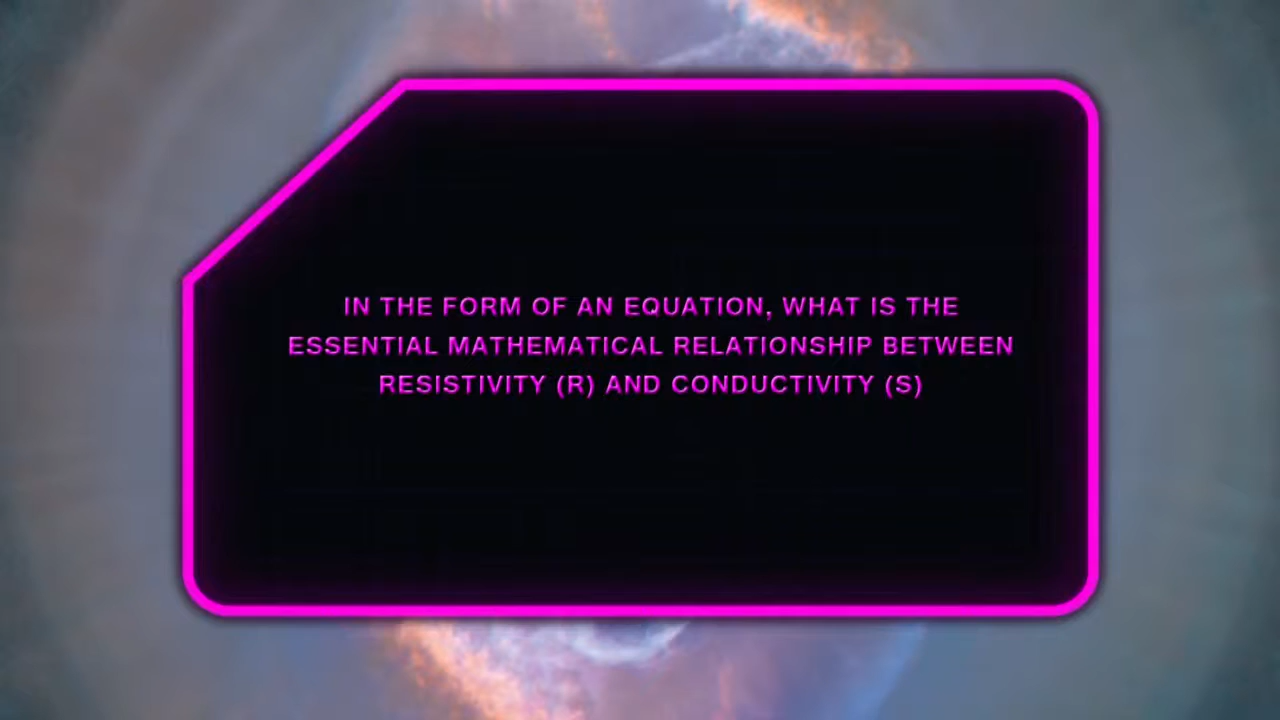 IN THE FORM OF AN EQUATION, WHAT IS THE
ESSENTIAL MATHEMATICAL RELATIONSHIP BETWEEN
RESISTIVITY (R) AND CONDUCTIVITY (S)